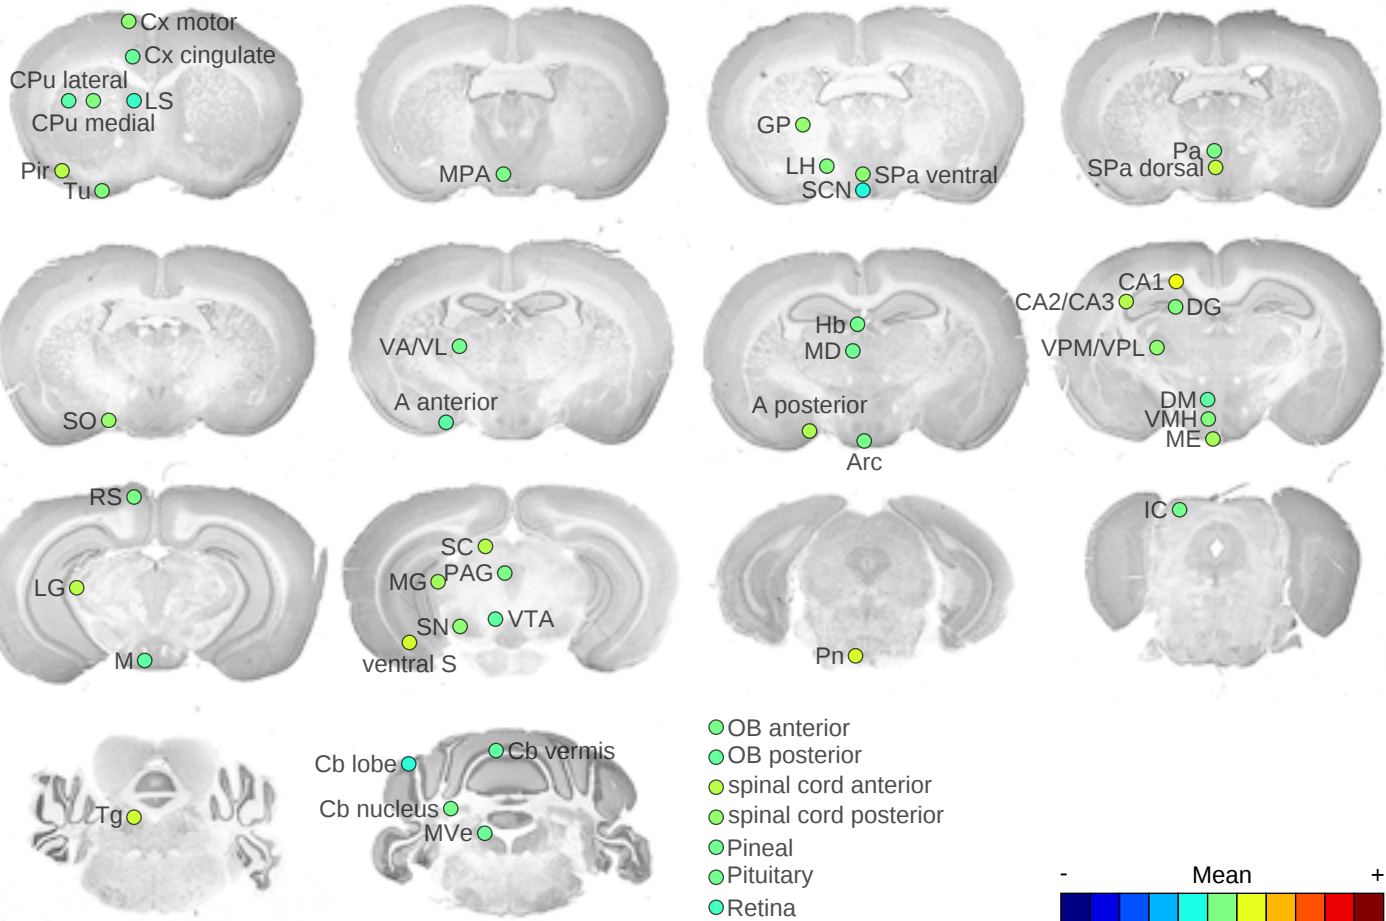 Cx motor
Cx cingulate
CPu lateral
LS
CPu medial
Pir
Tu
MPA
GP
LH
SPa ventral
SCN
Pa
SPa dorsal
SO
VA/VL
A anterior
Hb
MD
A posterior
Arc
CA1
CA2/CA3
DG
VPM/VPL
DM
VMH
ME
RS
LG
M
SC
MG
PAG
SN
VTA
ventral S
Pn
IC
Tg
Cb lobe
Cb vermis
Cb nucleus
MVe
OB anterior
OB posterior
spinal cord anterior
spinal cord posterior
Pineal
Pituitary
Retina
- Mean +